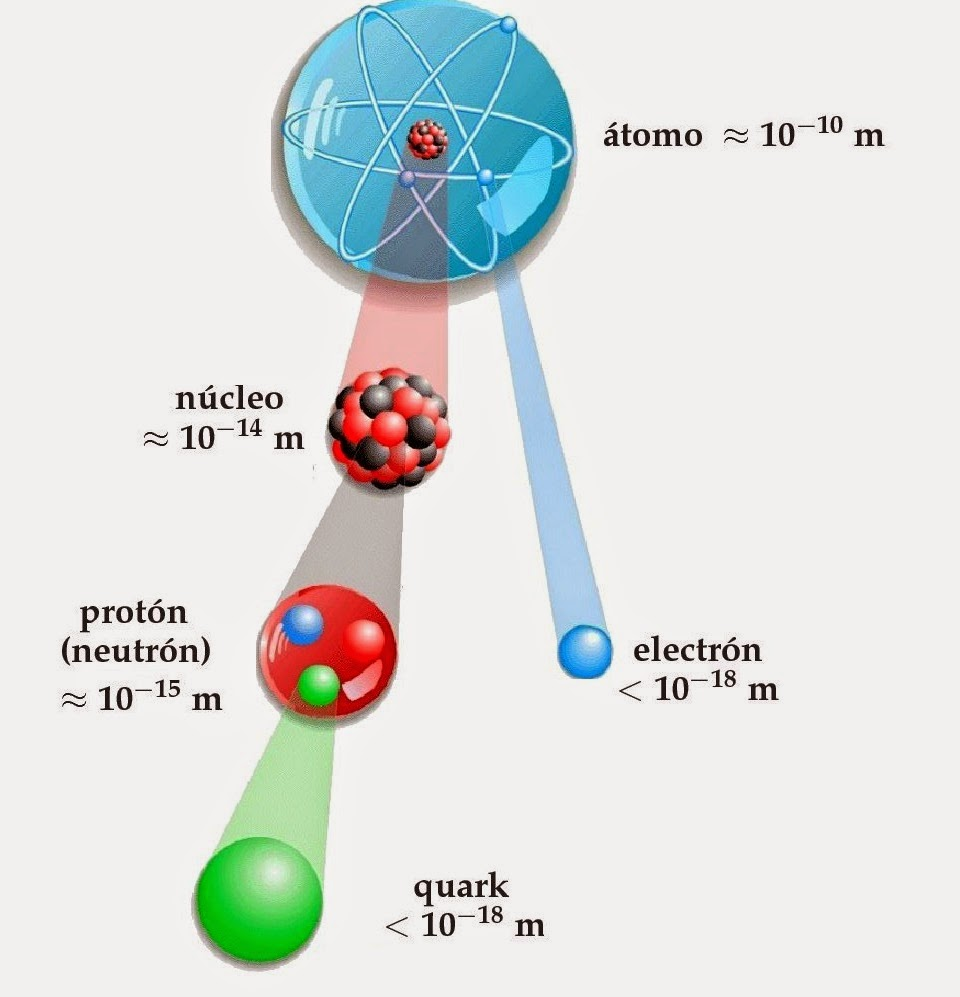 átomo ≈ 10⁻¹⁰ m
núcleo
≈ 10⁻¹⁴ m
protón
(neutrón)
≈ 10⁻¹⁵ m
electrón
< 10⁻¹⁸ m
quark
< 10⁻¹⁸ m